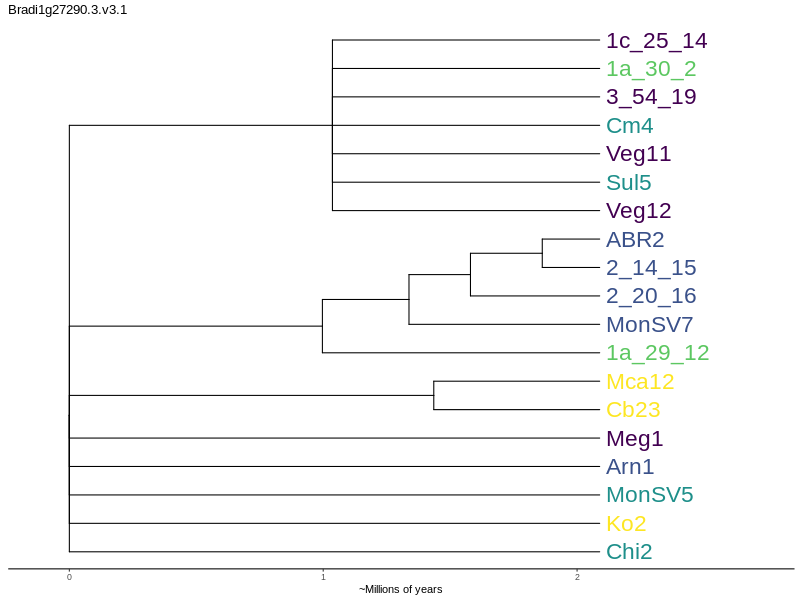 Bradi1g27290.3.v3.1
1c_25_14
1a_30_2
3_54_19
Cm4
Veg11
Sul5
Veg12
ABR2
2_14_15
2_20_16
MonSV7
1a_29_12
Mca12
Cb23
Meg1
Arn1
MonSV5
Ko2
Chi2
0 1 2
~Millions of years